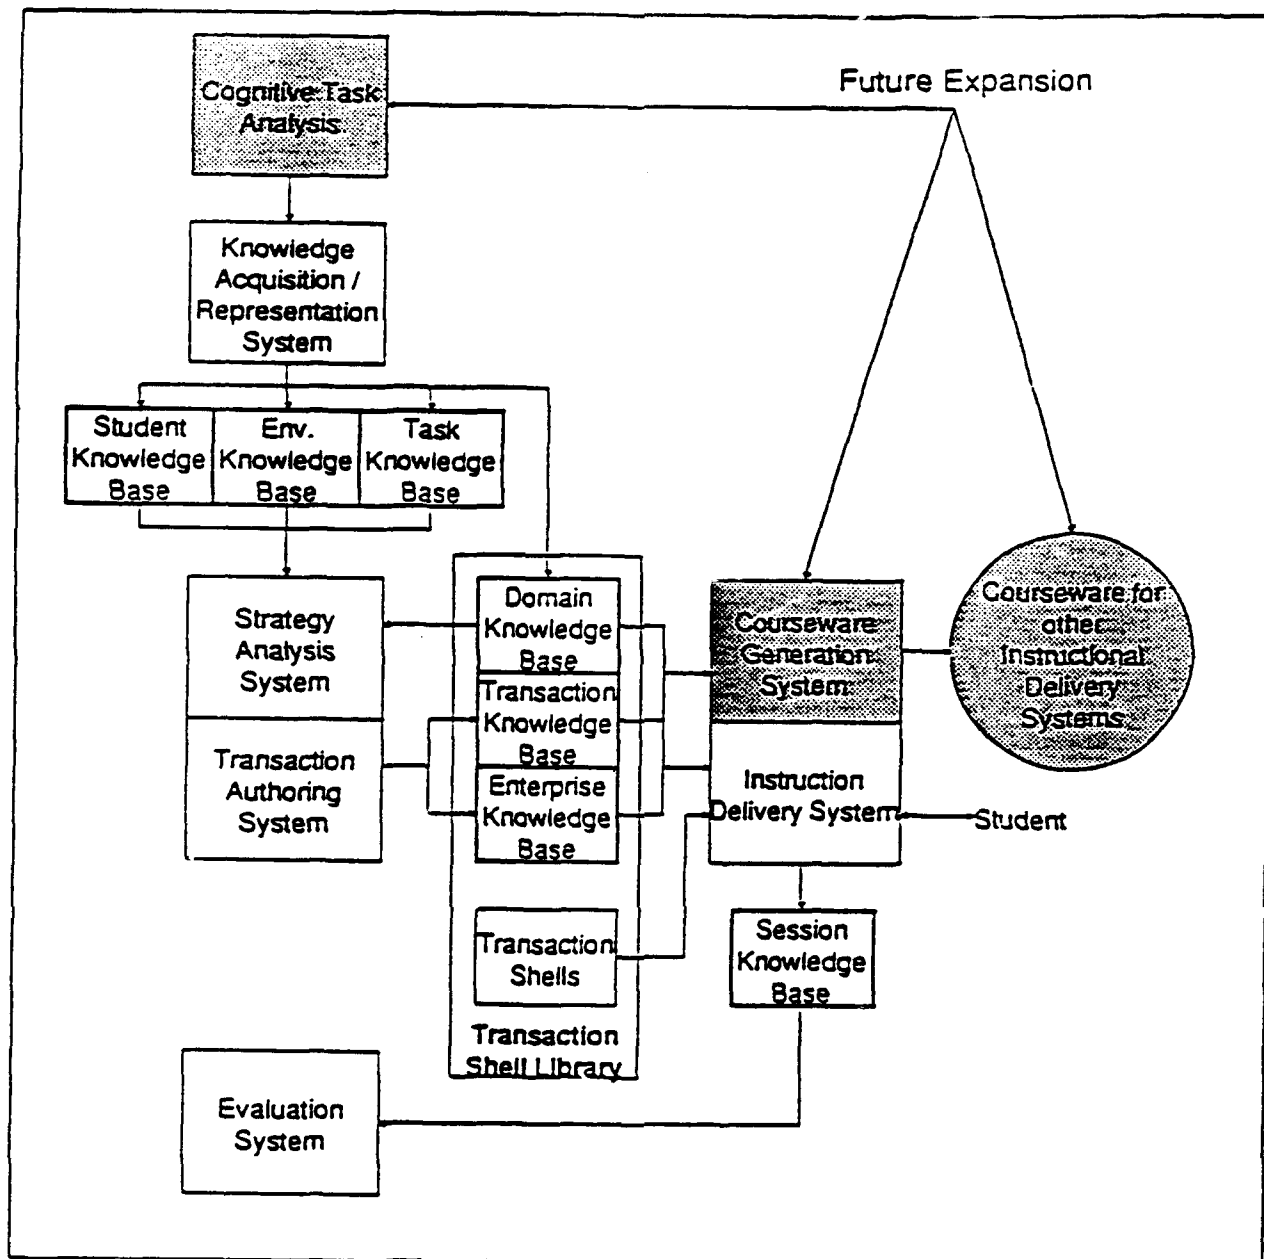 Cognitive Task
Analysis
Future Expansion
Knowledge
Acquisition /
Representation
System
Student
Knowledge
Base
Env.
Knowledge
Base
Task
Knowledge
Base
Strategy
Analysis
System
Transaction
Authoring
System
Domain
Knowledge
Base
Transaction
Knowledge
Base
Enterprise
Knowledge
Base
Transaction
Shells
Transaction
Shell Library
Courseware
Generation
System
Instruction
Delivery System
Student
Courseware for
other
Instructional
Delivery
Systems
Session
Knowledge
Base
Evaluation
System